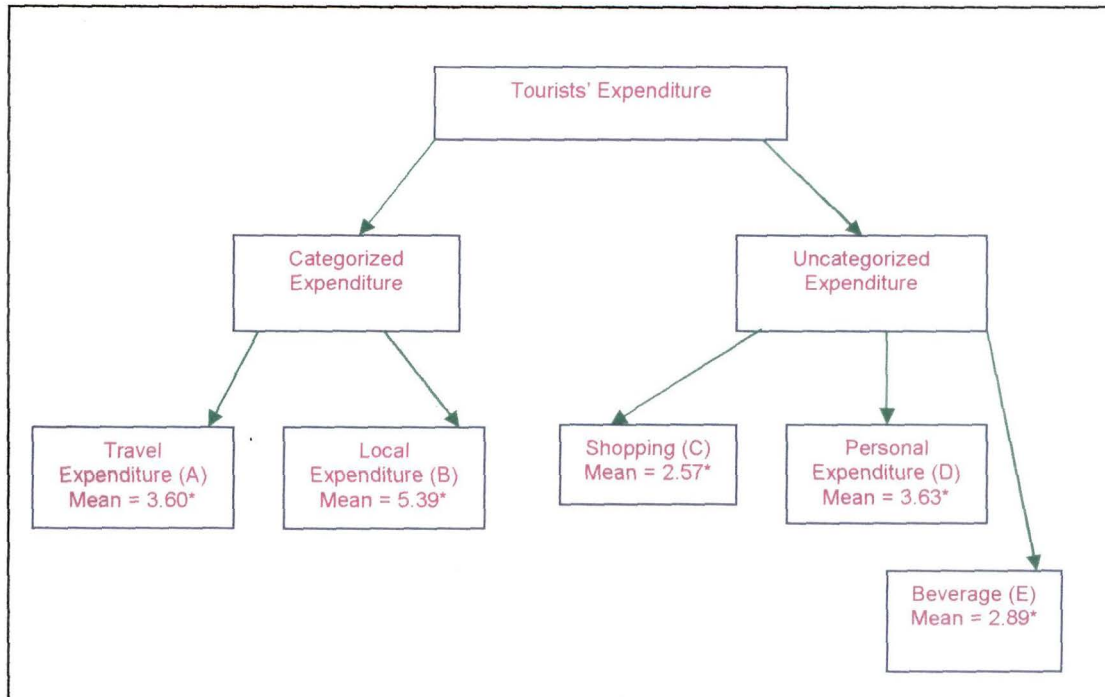 Tourists' Expenditure
Categorized
Expenditure
Uncategorized
Expenditure
Travel
Expenditure (A)
Mean = 3.60*
Local
Expenditure (B)
Mean = 5.39*
Shopping (C)
Mean = 2.57*
Personal
Expenditure (D)
Mean = 3.63*
Beverage (E)
Mean = 2.89*